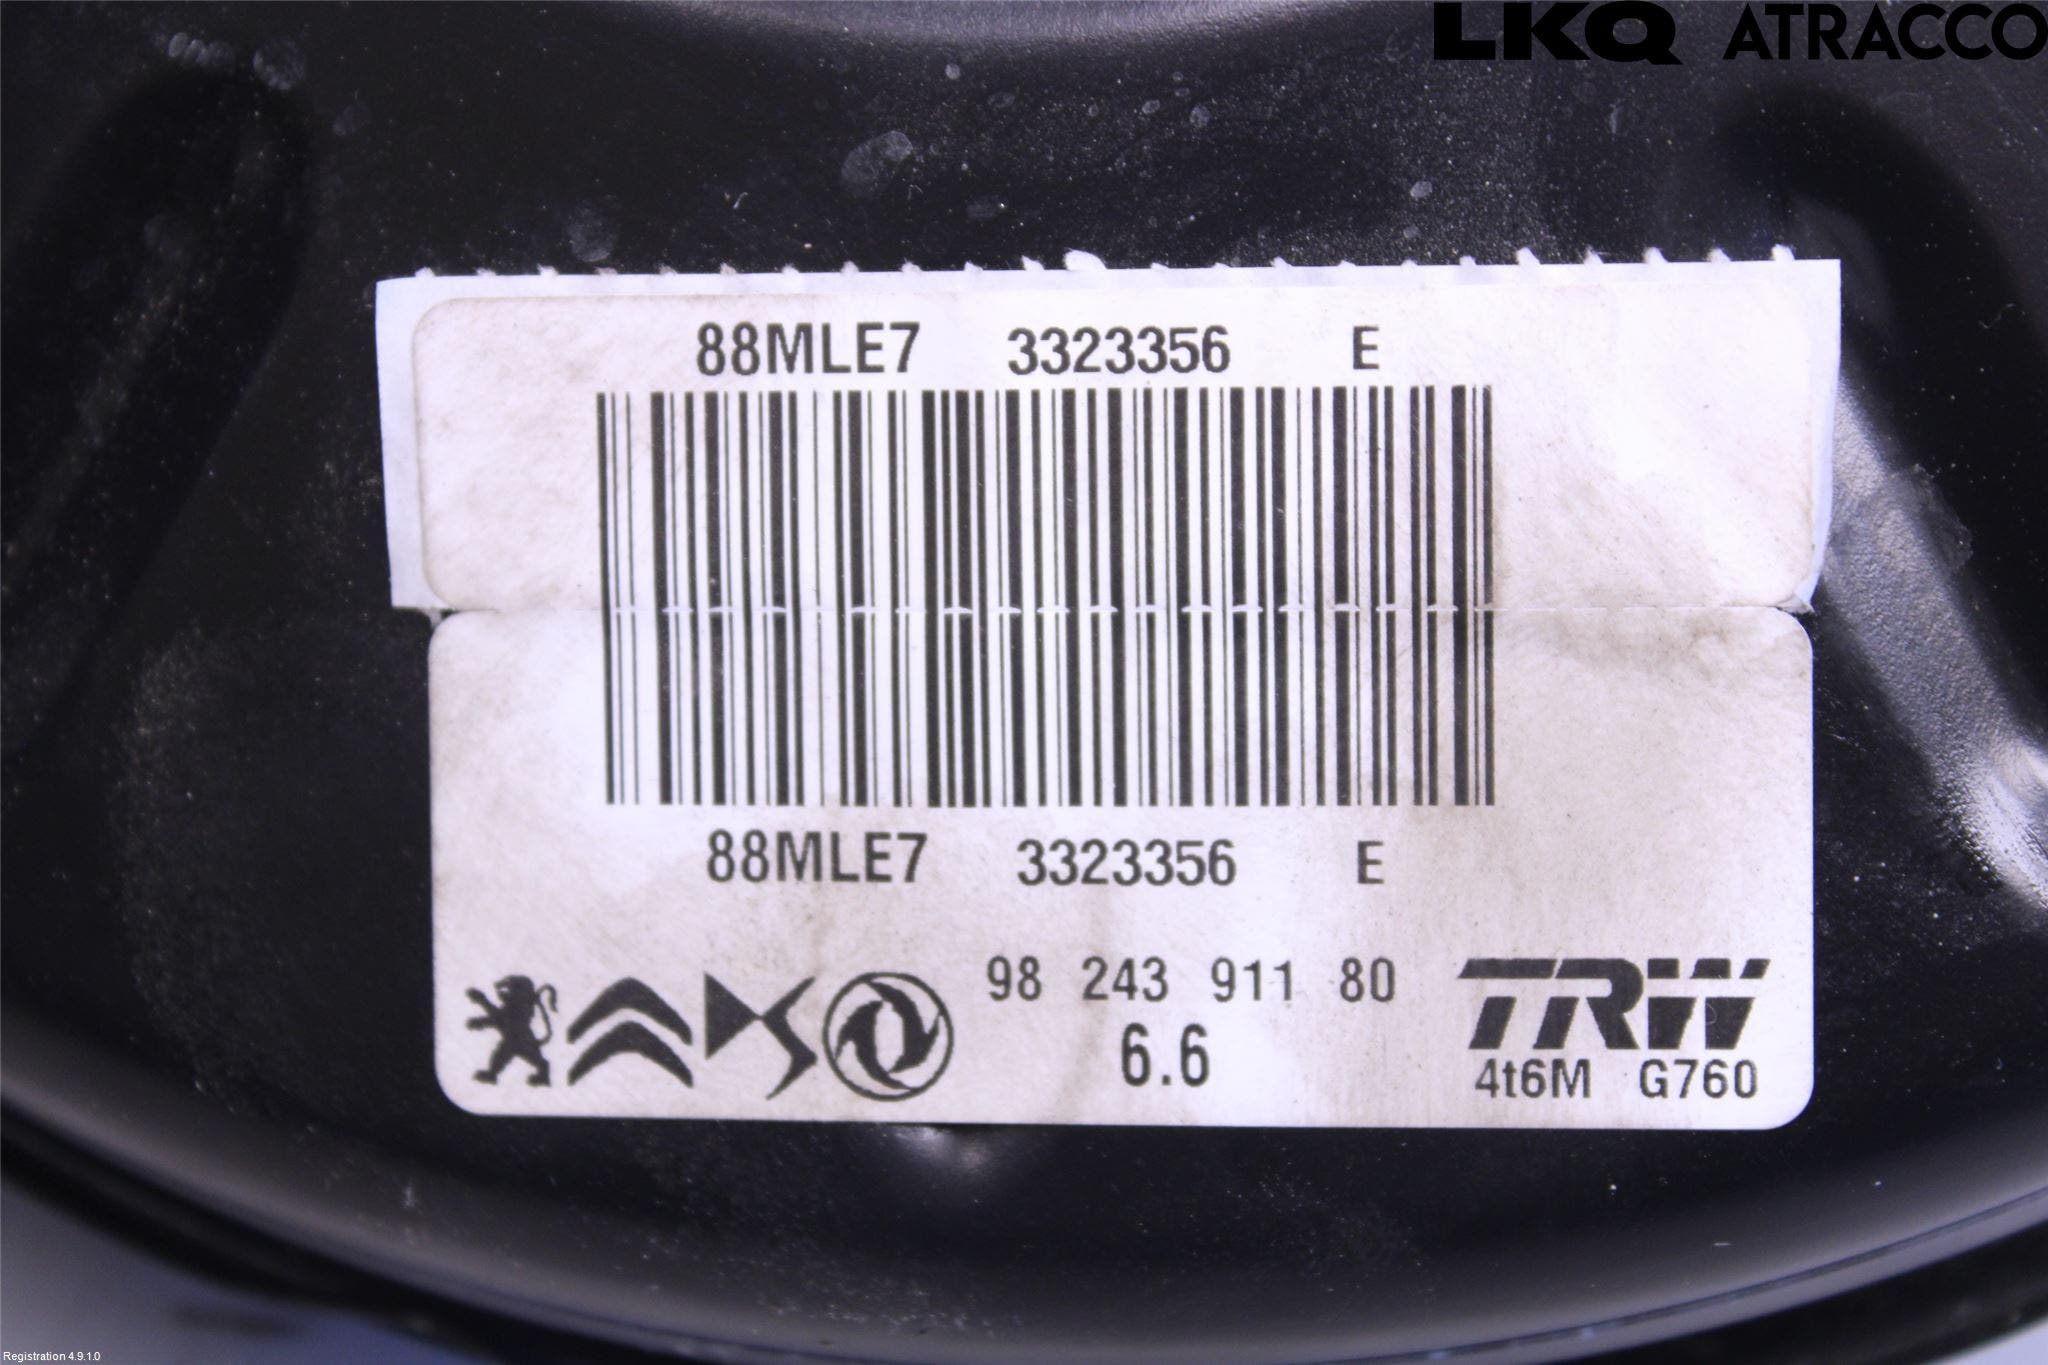 LKQ ATRACCO
88MLE7 3323356 E
88MLE7 3323356 E
98 243 911 80
6.6
TRW
4t6M G760
Registration 4.9.1.0